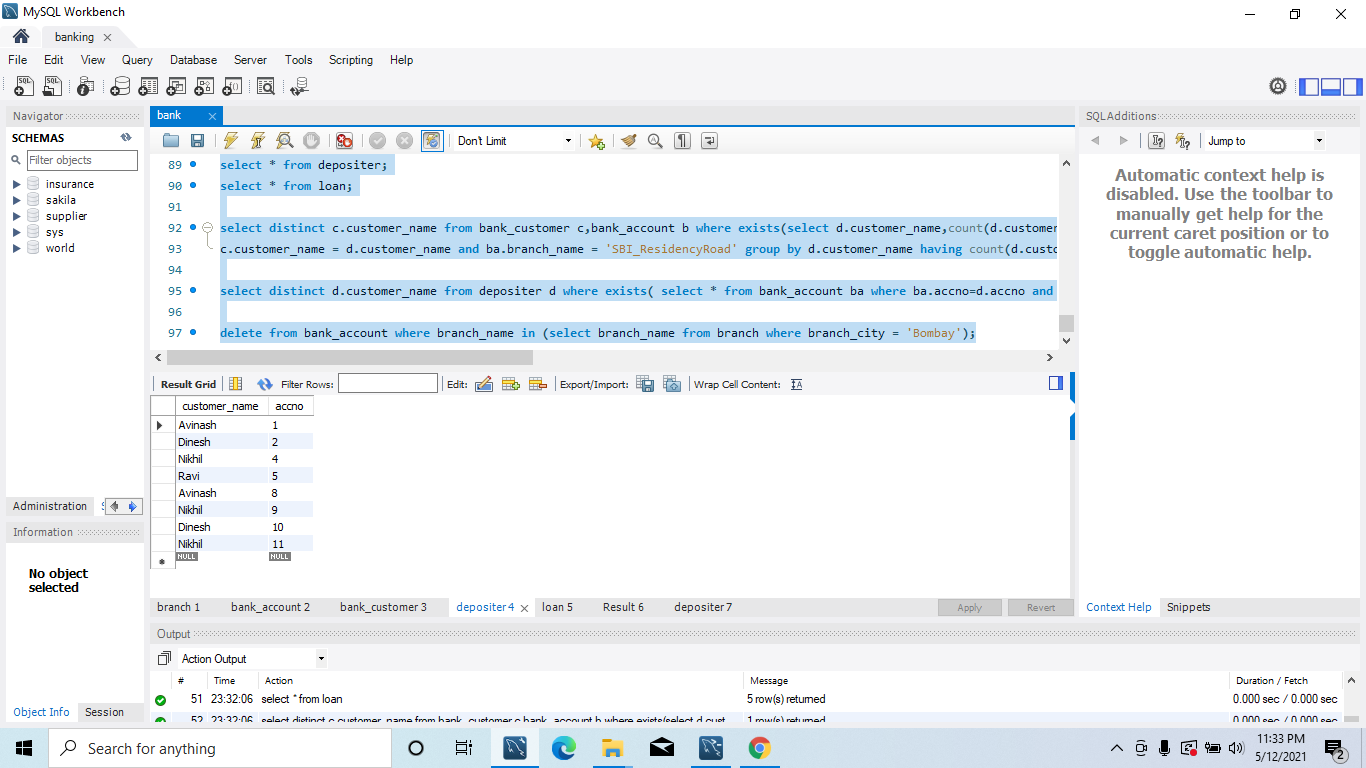 MySQL Workbench
banking
File Edit View Query Database Server Tools Scripting Help
Navigator
SCHEMAS
Filter objects
insurance
sakila
supplier
sys
world
Administration
Information
No object
selected
Object Info Session
bank
Don't Limit
89 select * from depositer;
90 select * from loan;
91
92 select distinct c.customer_name from bank_customer c,bank_account b where exists(select d.customer_name,count(d.customer
93 c.customer_name = d.customer_name and ba.branch_name = 'SBI_ResidencyRoad' group by d.customer_name having count(d.custo
94
95 select distinct d.customer_name from depositer d where exists( select * from bank_account ba where ba.accno=d.accno and
96
97 delete from bank_account where branch_name in (select branch_name from branch where branch_city = 'Bombay');
Result Grid Filter Rows: Edit: Export/Import: Wrap Cell Content:
customer_name accno
Avinash 1
Dinesh 2
Nikhil 4
Ravi 5
Avinash 8
Nikhil 9
Dinesh 10
Nikhil 11
NULL NULL
branch 1 bank_account 2 bank_customer 3 depositer 4 loan 5 Result 6 depositer 7 Apply Revert
Output
Action Output
# Time Action Message Duration / Fetch
51 23:32:06 select * from loan 5 row(s) returned 0.000 sec / 0.000 sec
52 23:32:06 select distinct c.customer_name from bank_customer c,bank_account b where exists(select d.cust... 1 row(s) returned 0.000 sec / 0.000 sec
SQLAdditions
Jump to
Automatic context help is
disabled. Use the toolbar to
manually get help for the
current caret position or to
toggle automatic help.
Context Help Snippets
Search for anything
11:33 PM
5/12/2021
2